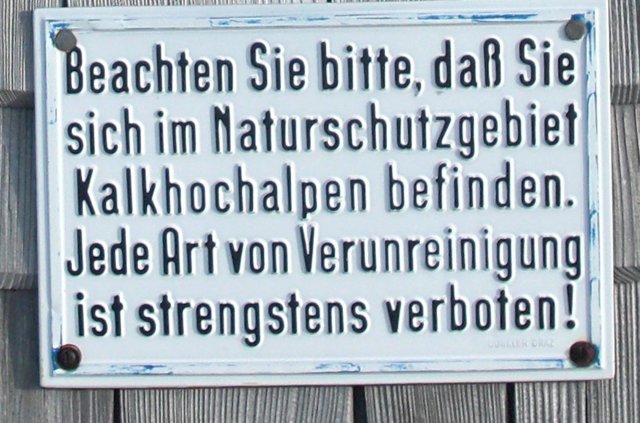 Beachten Sie bitte, daß Sie
sich im Naturschutzgebiet
Kalkhochalpen befinden.
Jede Art von Verunreinigung
ist strengstens verboten!